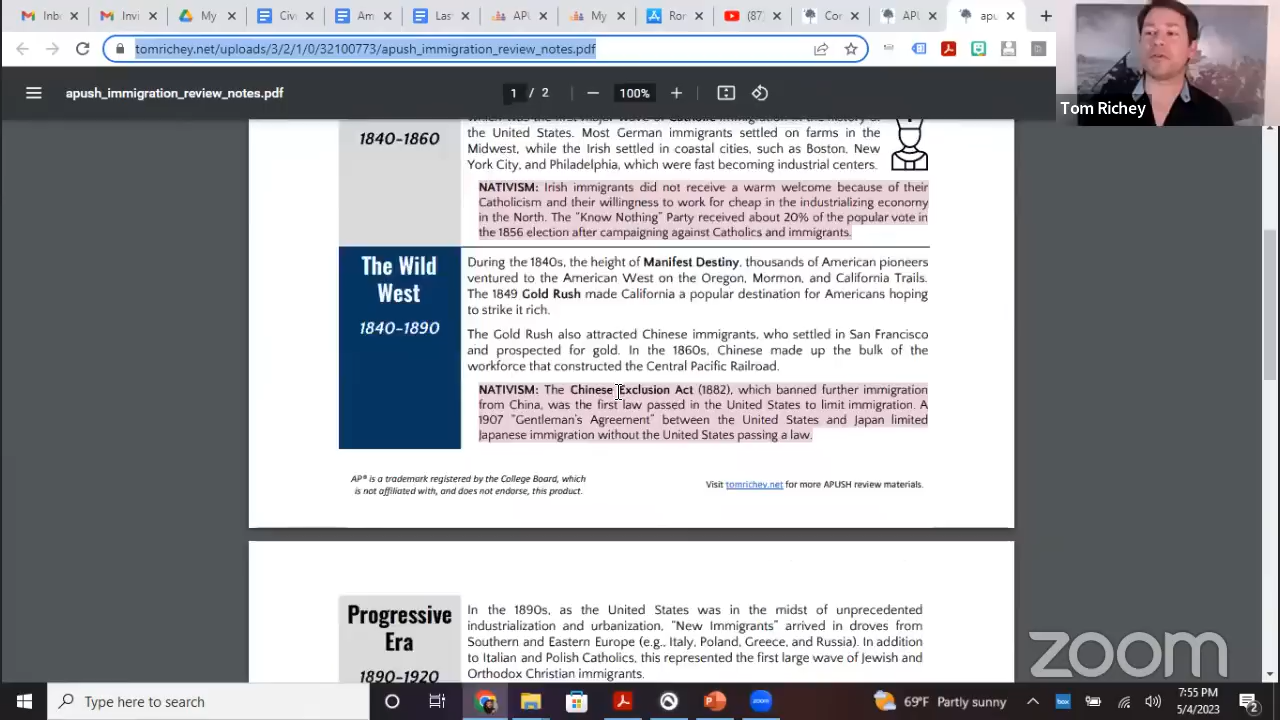 Inb
Invi
My
Civi
Am
Last
APU
My
Ror
(87)
Cor
APU
apu
tomrichey.net/uploads/3/2/1/0/32100773/apush_immigration_review_notes.pdf
Tom Richey
apush_immigration_review_notes.pdf
1 / 2
100%
1840-1860
the United States. Most German immigrants settled on farms in the
Midwest, while the Irish settled in coastal cities, such as Boston. New
York City, and Philadelphia, which were fast becoming industrial centers.
NATIVISM: Irish immigrants did not receive a warm welcome because of their
Catholicism and their willingness to work for cheap in the industrializing economy
in the North. The “Know Nothing” Party received about 20% of the popular vote in
the 1856 election after campaigning against Catholics and immigrants.
The Wild
West
1840-1890
During the 1840s, the height of Manifest Destiny, thousands of American pioneers
ventured to the American West on the Oregon, Mormon, and California Trails.
The 1849 Gold Rush made California a popular destination for Americans hoping
to strike it rich.
The Gold Rush also attracted Chinese immigrants, who settled in San Francisco
and prospected for gold. In the 1860s, Chinese made up the bulk of the
workforce that constructed the Central Pacific Railroad.
NATIVISM: The Chinese Exclusion Act (1882), which banned further immigration
from China, was the first law passed in the United States to limit immigration. A
1907 “Gentleman’s Agreement” between the United States and Japan limited
Japanese immigration without the United States passing a law.
AP® is a trademark registered by the College Board, which
is not affiliated with, and does not endorse, this product.
Visit tomrichey.net for more APUSH review materials.
Progressive
Era
1890-1920
In the 1890s, as the United States was in the midst of unprecedented
industrialization and urbanization, “New Immigrants” arrived in droves from
Southern and Eastern Europe (e.g., Italy, Poland, Greece, and Russia). In addition
to Italian and Polish Catholics, this represented the first large wave of Jewish and
Orthodox Christian immigrants.
zoom
Type here to search
zoom
69°F Partly sunny
box
7:55 PM
5/4/2023
2